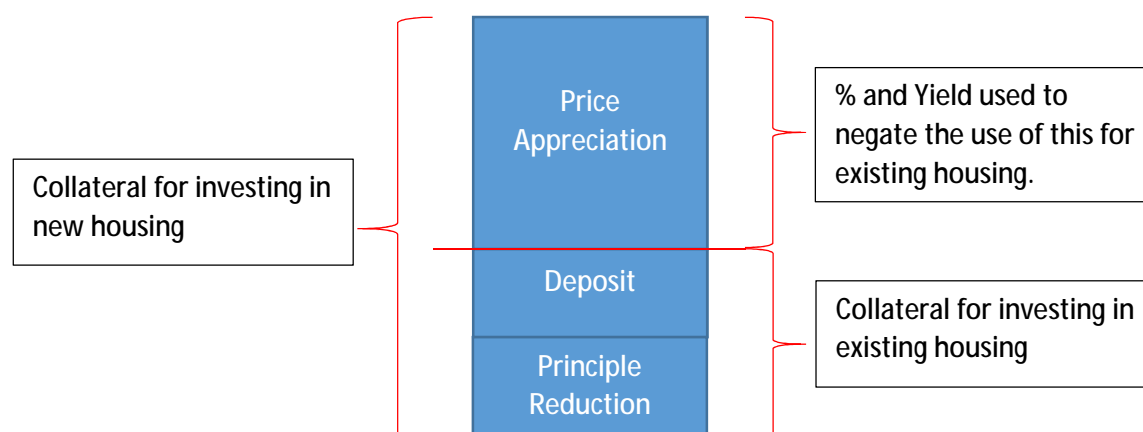 Price
Appreciation
% and Yield used to
negate the use of this for
existing housing.
Collateral for investing in
new housing
Deposit
Collateral for investing in
existing housing
Principle
Reduction